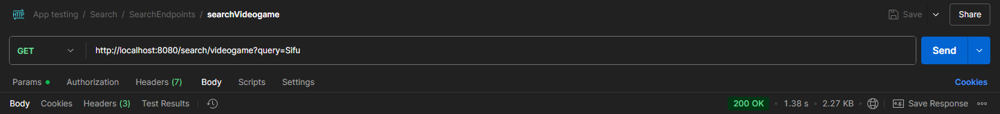 HTTP App testing / Search / SearchEndpoints / searchVideogame Save Share
GET http://localhost:8080/search/videogame?query=Sifu Send
Params Authorization Headers (7) Body Scripts Settings Cookies
Body Cookies Headers (3) Test Results 200 OK • 1.38 s • 2.27 KB • e.g. Save Response